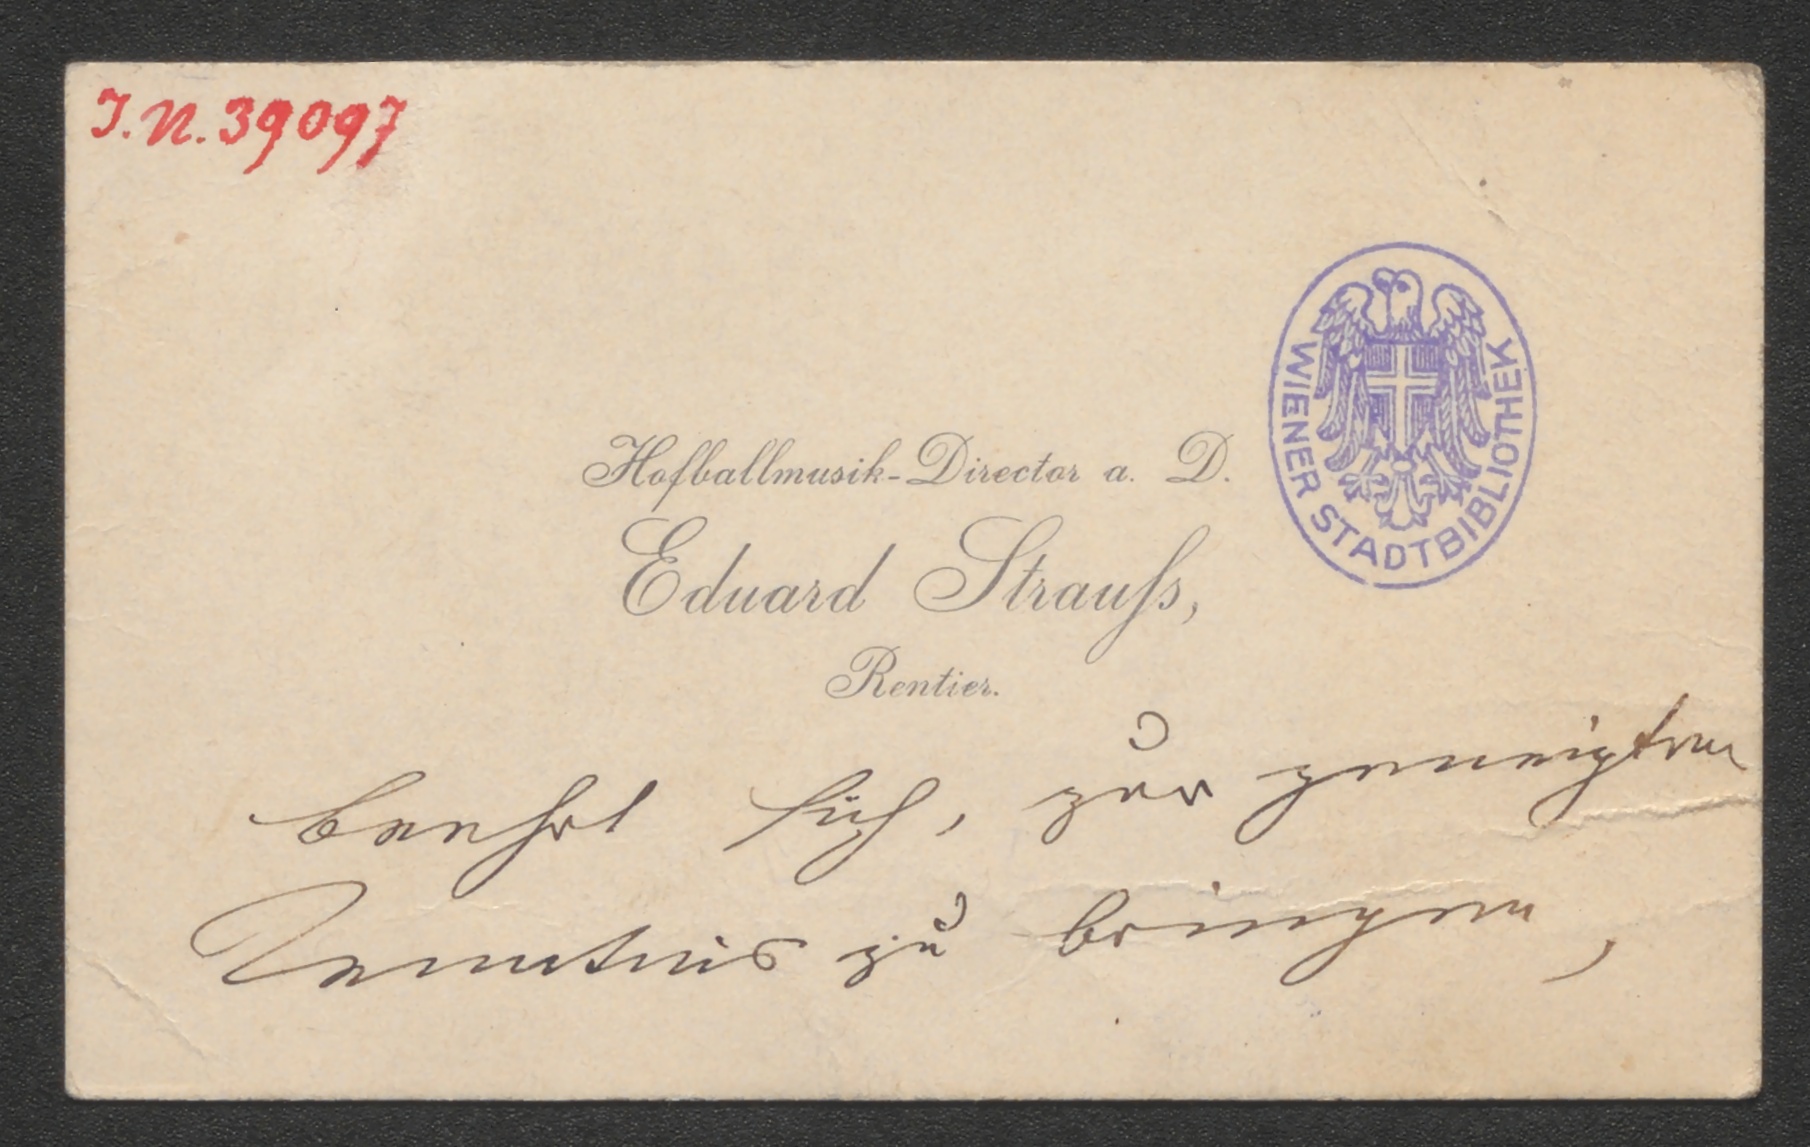 J.N. 39097
WIENER STADTBIBLIOTHEK
Hofballmusik-Director a. D.
Eduard Strauſs,
Rentier.
beehrt sich, zur geneigten
Kenntnis zu bringen,